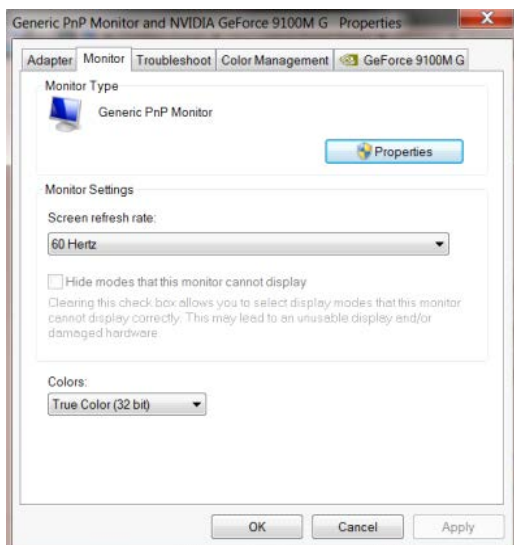 Generic PnP Monitor and NVIDIA GeForce 9100M G Properties
Adapter Monitor Troubleshoot Color Management GeForce 9100M G
Monitor Type
Generic PnP Monitor
Properties
Monitor Settings
Screen refresh rate:
60 Hertz
Hide modes that this monitor cannot display
Clearing this check box allows you to select display modes that this monitor
cannot display correctly. This may lead to an unusable display and/or
damaged hardware.
Colors:
True Color (32 bit)
OK Cancel Apply